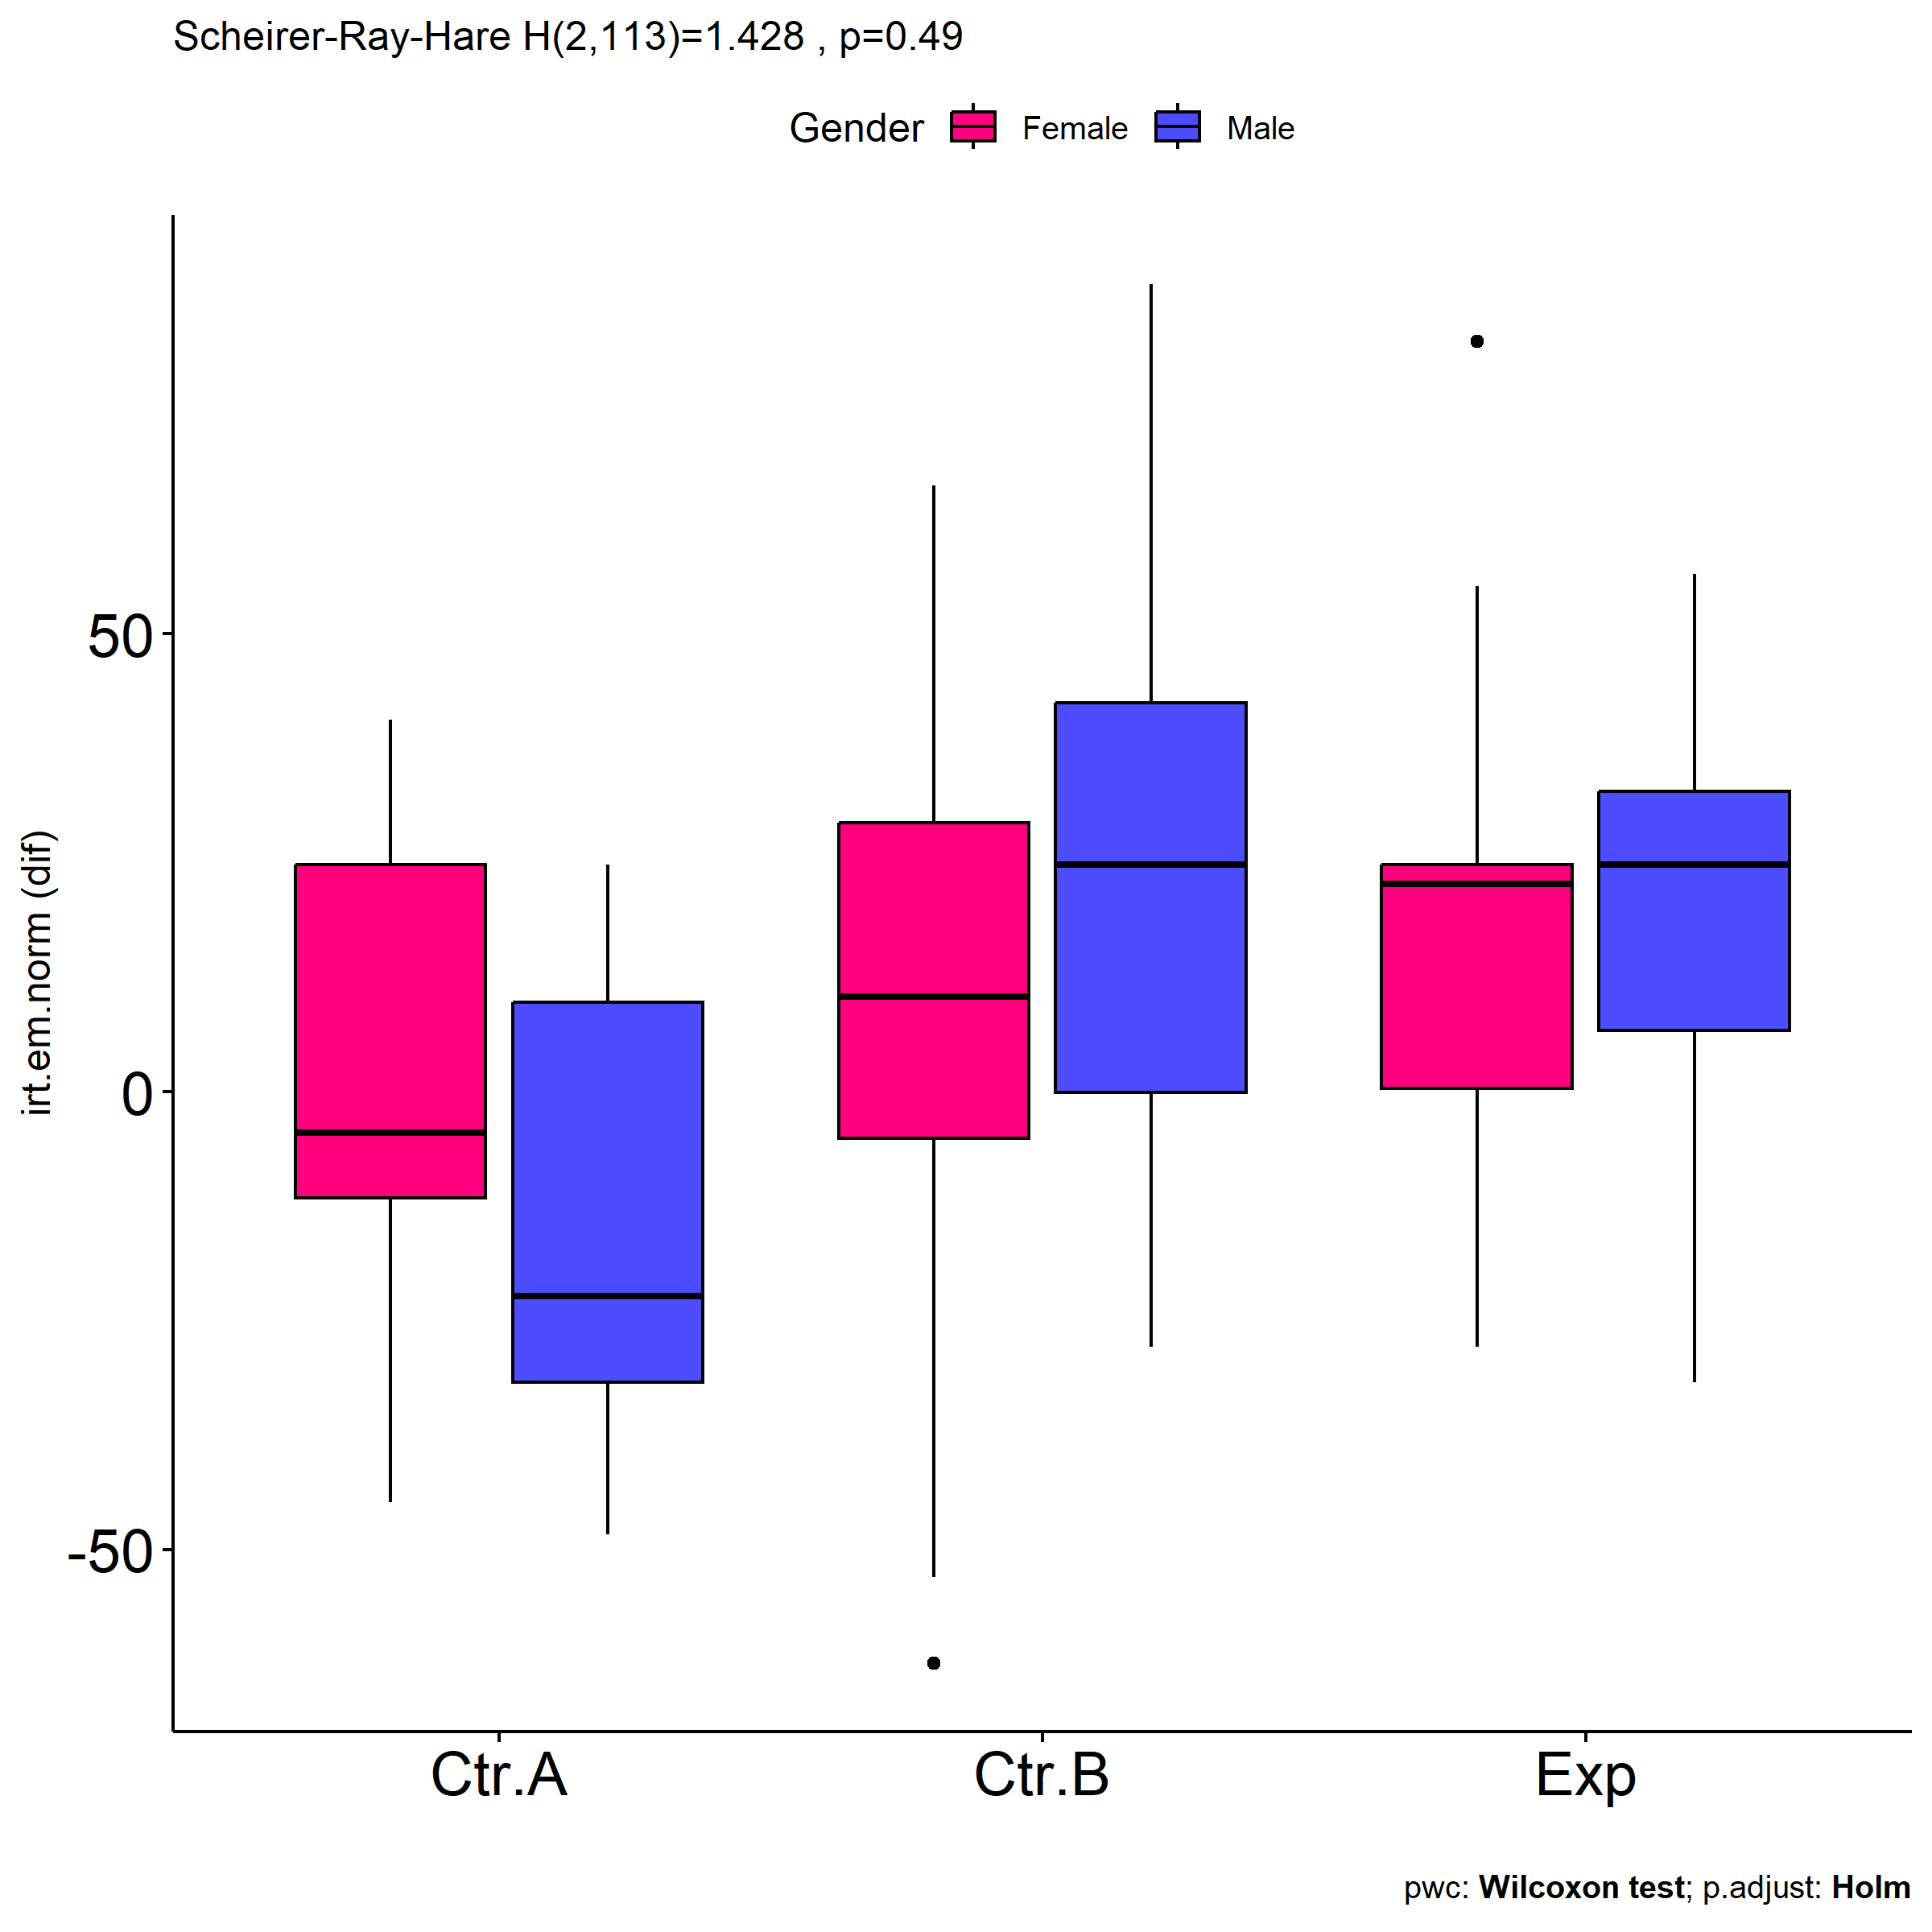 Scheirer-Ray-Hare H(2,113)=1.428 , p=0.49
Gender Female Male
irt.em.norm (dif)
50
0
-50
Ctr.A Ctr.B Exp
pwc: Wilcoxon test; p.adjust: Holm